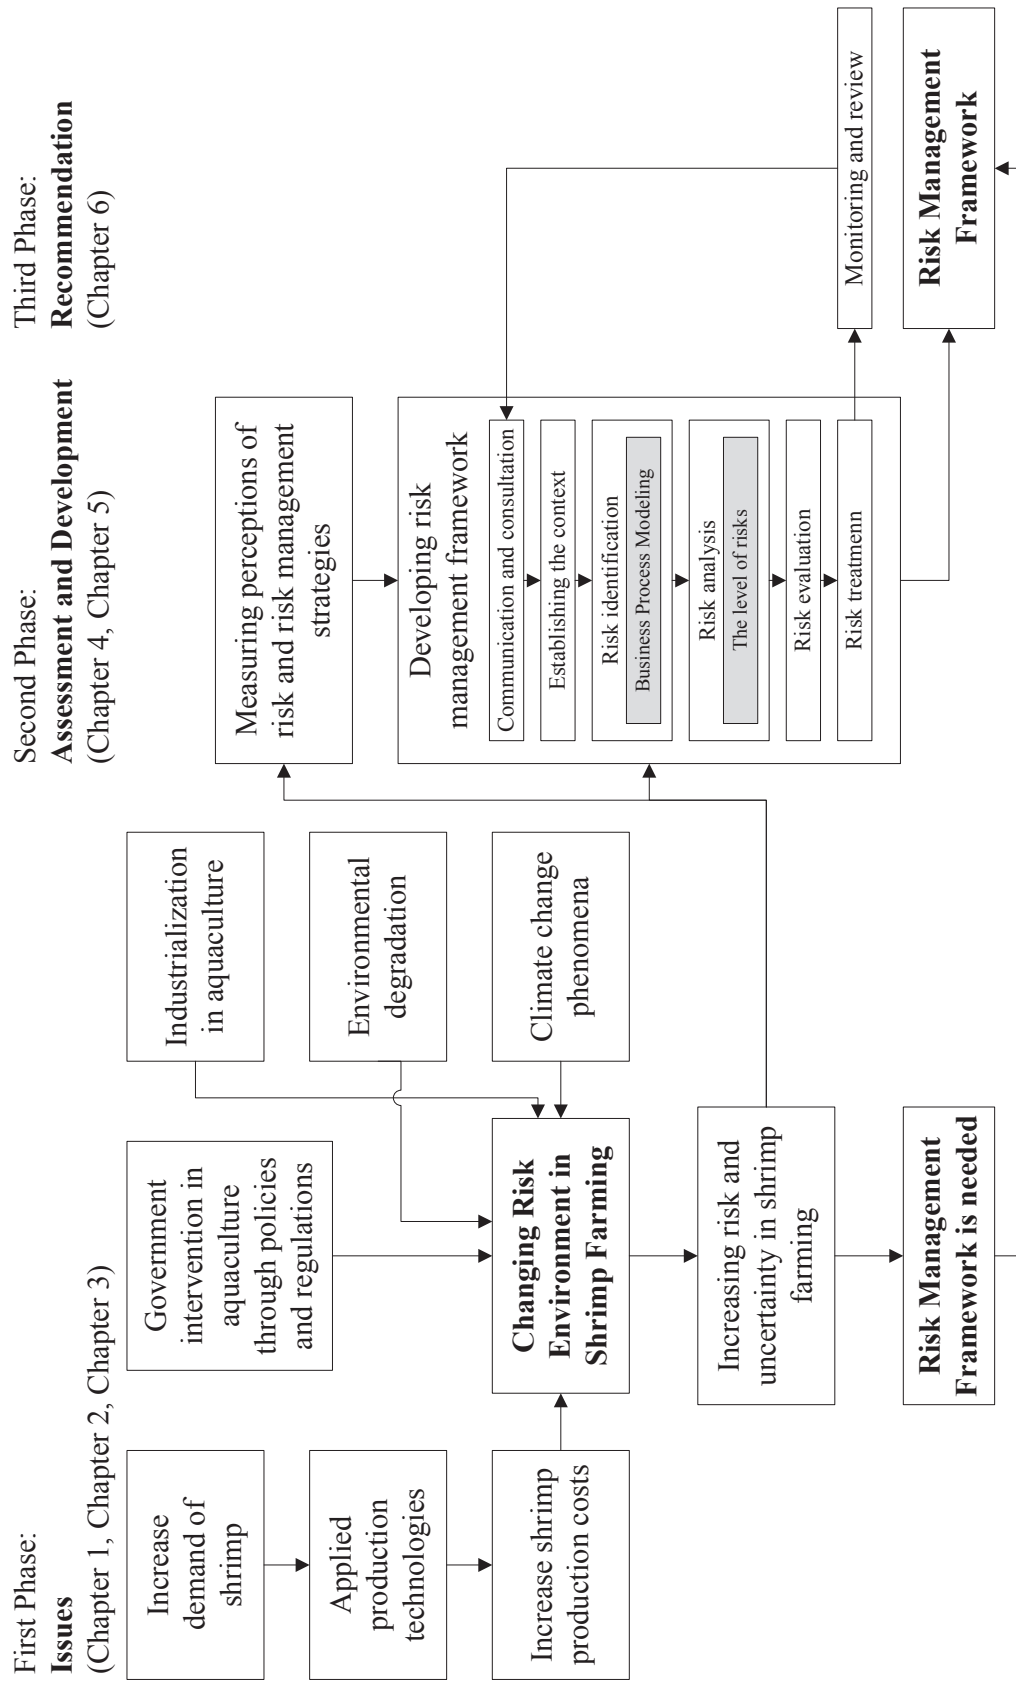 First Phase:
Issues
(Chapter 1, Chapter 2, Chapter 3)
Increase
demand of
shrimp
Applied
production
technologies
Increase shrimp
production costs
Government
intervention in
aquaculture
through policies
and regulations
Industrialization
in aquaculture
Environmental
degradation
Climate change
phenomena
Changing Risk
Environment in
Shrimp Farming
Increasing risk and
uncertainty in shrimp
farming
Risk Management
Framework is needed
Second Phase:
Assessment and Development
(Chapter 4, Chapter 5)
Measuring perceptions of
risk and risk management
strategies
Developing risk
management framework
Communication and consultation
Establishing the context
Risk identification
Business Process Modeling
Risk analysis
The level of risks
Risk evaluation
Risk treatmenn
Third Phase:
Recommendation
(Chapter 6)
Monitoring and review
Risk Management
Framework